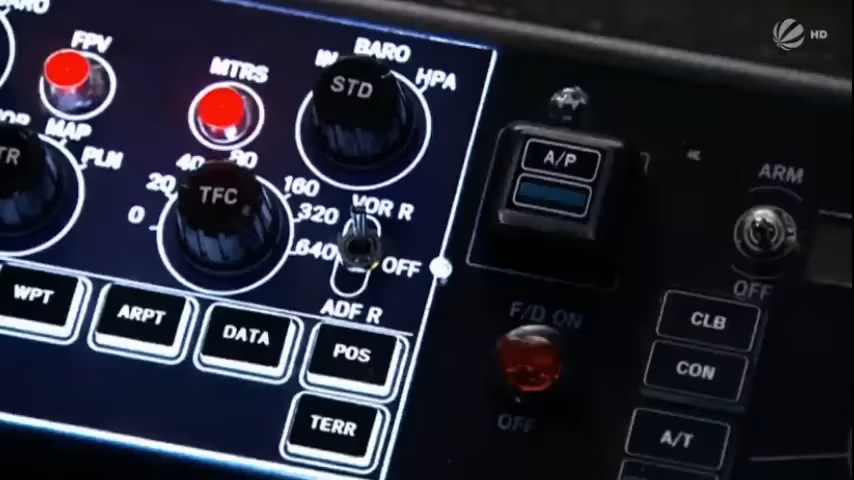 BARO
FPV
MTRS
IN
BARO
HPA
STD
HD
MAP
PLN
TFC
0
20
40
80
160
320
640
VOR R
OFF
ADF R
A/P
ARM
OFF
F/D ON
OFF
WPT
ARPT
DATA
POS
TERR
CLB
CON
A/T